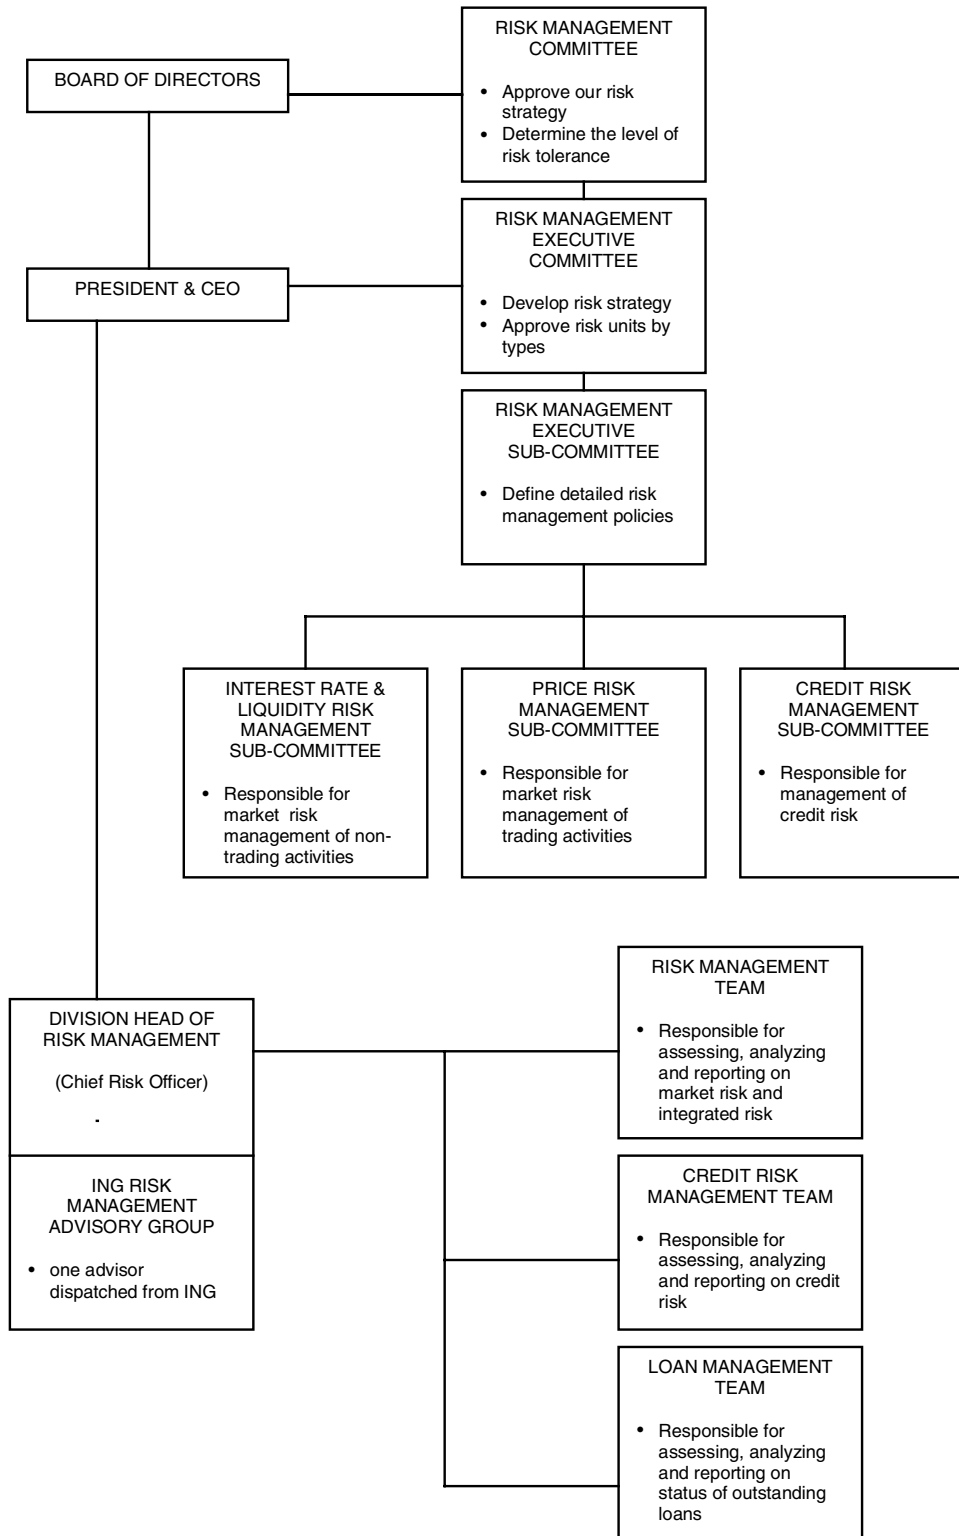 RISK MANAGEMENT
COMMITTEE
• Approve our risk
strategy
• Determine the level of
risk tolerance
BOARD OF DIRECTORS
RISK MANAGEMENT
EXECUTIVE
COMMITTEE
• Develop risk strategy
• Approve risk units by
types
PRESIDENT & CEO
RISK MANAGEMENT
EXECUTIVE
SUB-COMMITTEE
• Define detailed risk
management policies
INTEREST RATE &
LIQUIDITY RISK
MANAGEMENT
SUB-COMMITTEE
• Responsible for
market risk
management of non-
trading activities
PRICE RISK
MANAGEMENT
SUB-COMMITTEE
• Responsible for
market risk
management of
trading activities
CREDIT RISK
MANAGEMENT
SUB-COMMITTEE
• Responsible for
management of
credit risk
DIVISION HEAD OF
RISK MANAGEMENT
(Chief Risk Officer)
.
ING RISK
MANAGEMENT
ADVISORY GROUP
• one advisor
dispatched from ING
RISK MANAGEMENT
TEAM
• Responsible for
assessing, analyzing
and reporting on
market risk and
integrated risk
CREDIT RISK
MANAGEMENT TEAM
• Responsible for
assessing, analyzing
and reporting on credit
risk
LOAN MANAGEMENT
TEAM
• Responsible for
assessing, analyzing
and reporting on
status of outstanding
loans